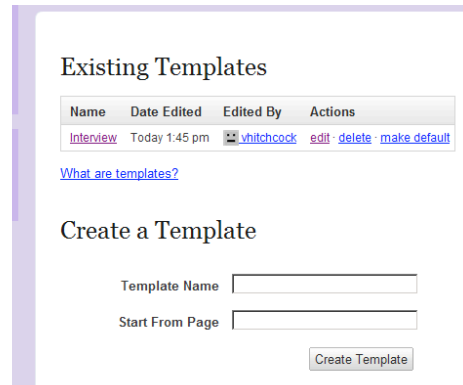 Existing Templates
Name Date Edited Edited By Actions
Interview Today 1:45 pm vhitchcock edit · delete · make default
What are templates?
Create a Template
Template Name
Start From Page
Create Template